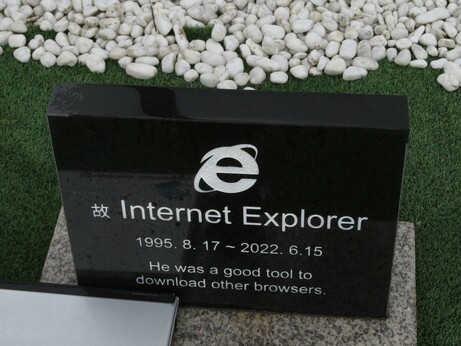 故 Internet Explorer
1995. 8. 17 ~ 2022. 6.15
He was a good tool to
download other browsers.